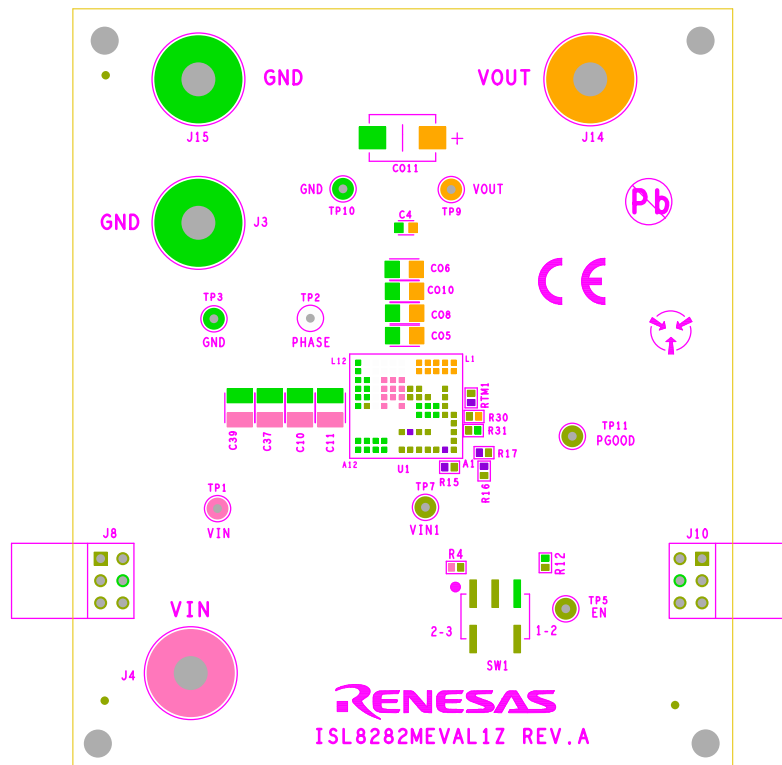 GND
VOUT
J15
J14
+
CO11
Pb
GND
VOUT
TP10
TP9
GND
J3
C4
CO6
CO10
CO8
CO5
TP3
TP2
GND
PHASE
L12
L1
RTM1
R30
R31
TP11
PGOOD
C39
C37
C10
C11
A12
U1
A1
R17
R15
R16
TP1
TP7
VIN
VIN1
J8
J10
R4
R12
TP5
EN
2-3
1-2
SW1
VIN
J4
RENESAS
ISL8282MEVAL1Z REV.A
CE